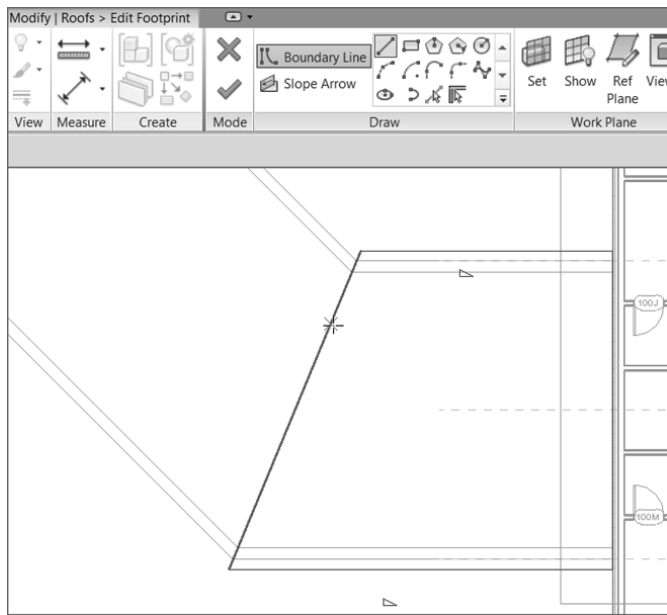 Modify | Roofs > Edit Footprint
Boundary Line
Slope Arrow
Set Show Ref Plane View
View Measure Create Mode Draw Work Plane
100J
100M